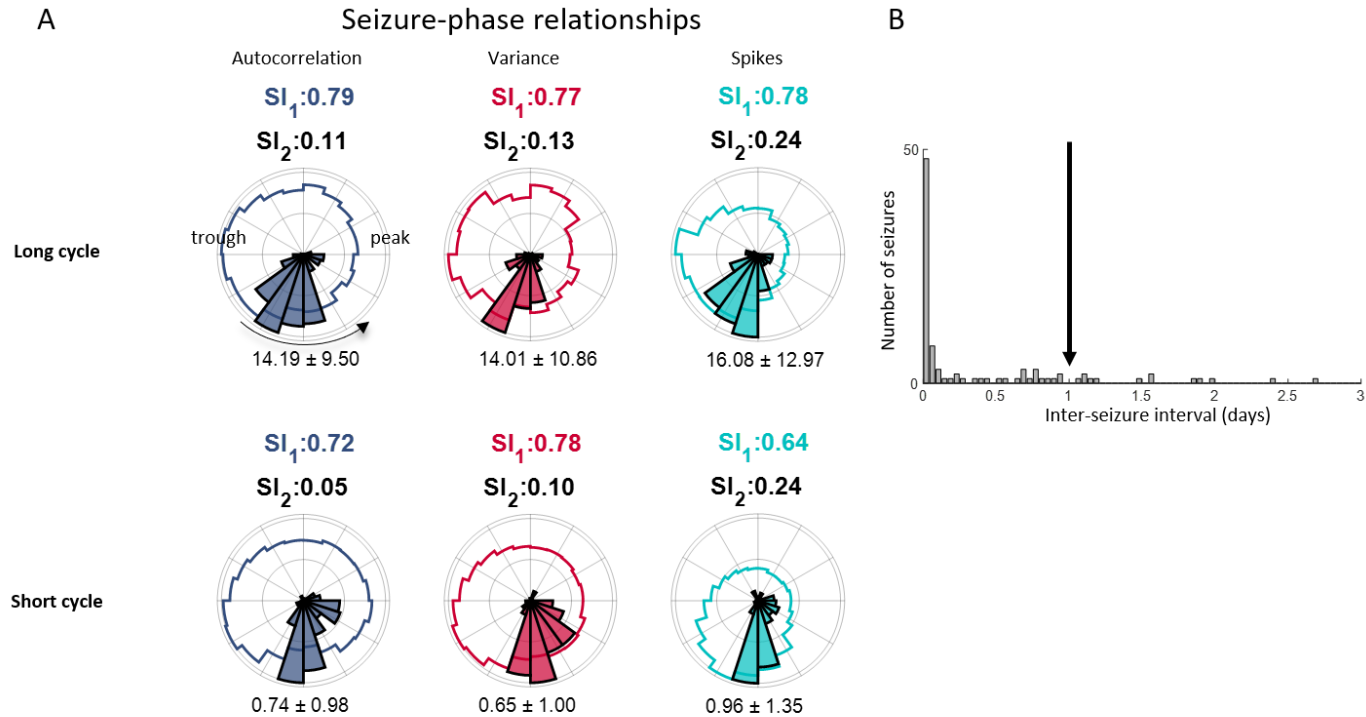 A
Seizure-phase relationships
B
Autocorrelation
Variance
Spikes
SI1:0.79
SI1:0.77
SI1:0.78
SI2:0.11
SI2:0.13
SI2:0.24
Long cycle
trough
peak
14.19 ± 9.50
14.01 ± 10.86
16.08 ± 12.97
Number of seizures
50
0
0
0.5
1
1.5
2
2.5
3
Inter-seizure interval (days)
SI1:0.72
SI1:0.78
SI1:0.64
SI2:0.05
SI2:0.10
SI2:0.24
Short cycle
0.74 ± 0.98
0.65 ± 1.00
0.96 ± 1.35